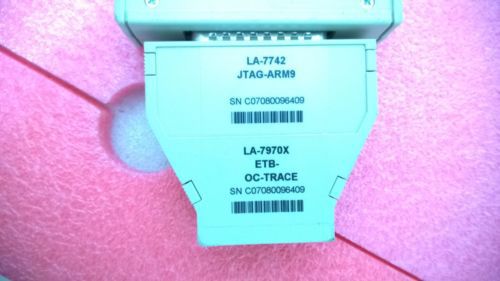 LA-7742
JTAG-ARM9
SN C07080096409
LA-7970X
ETB-
OC-TRACE
SN C07080096409